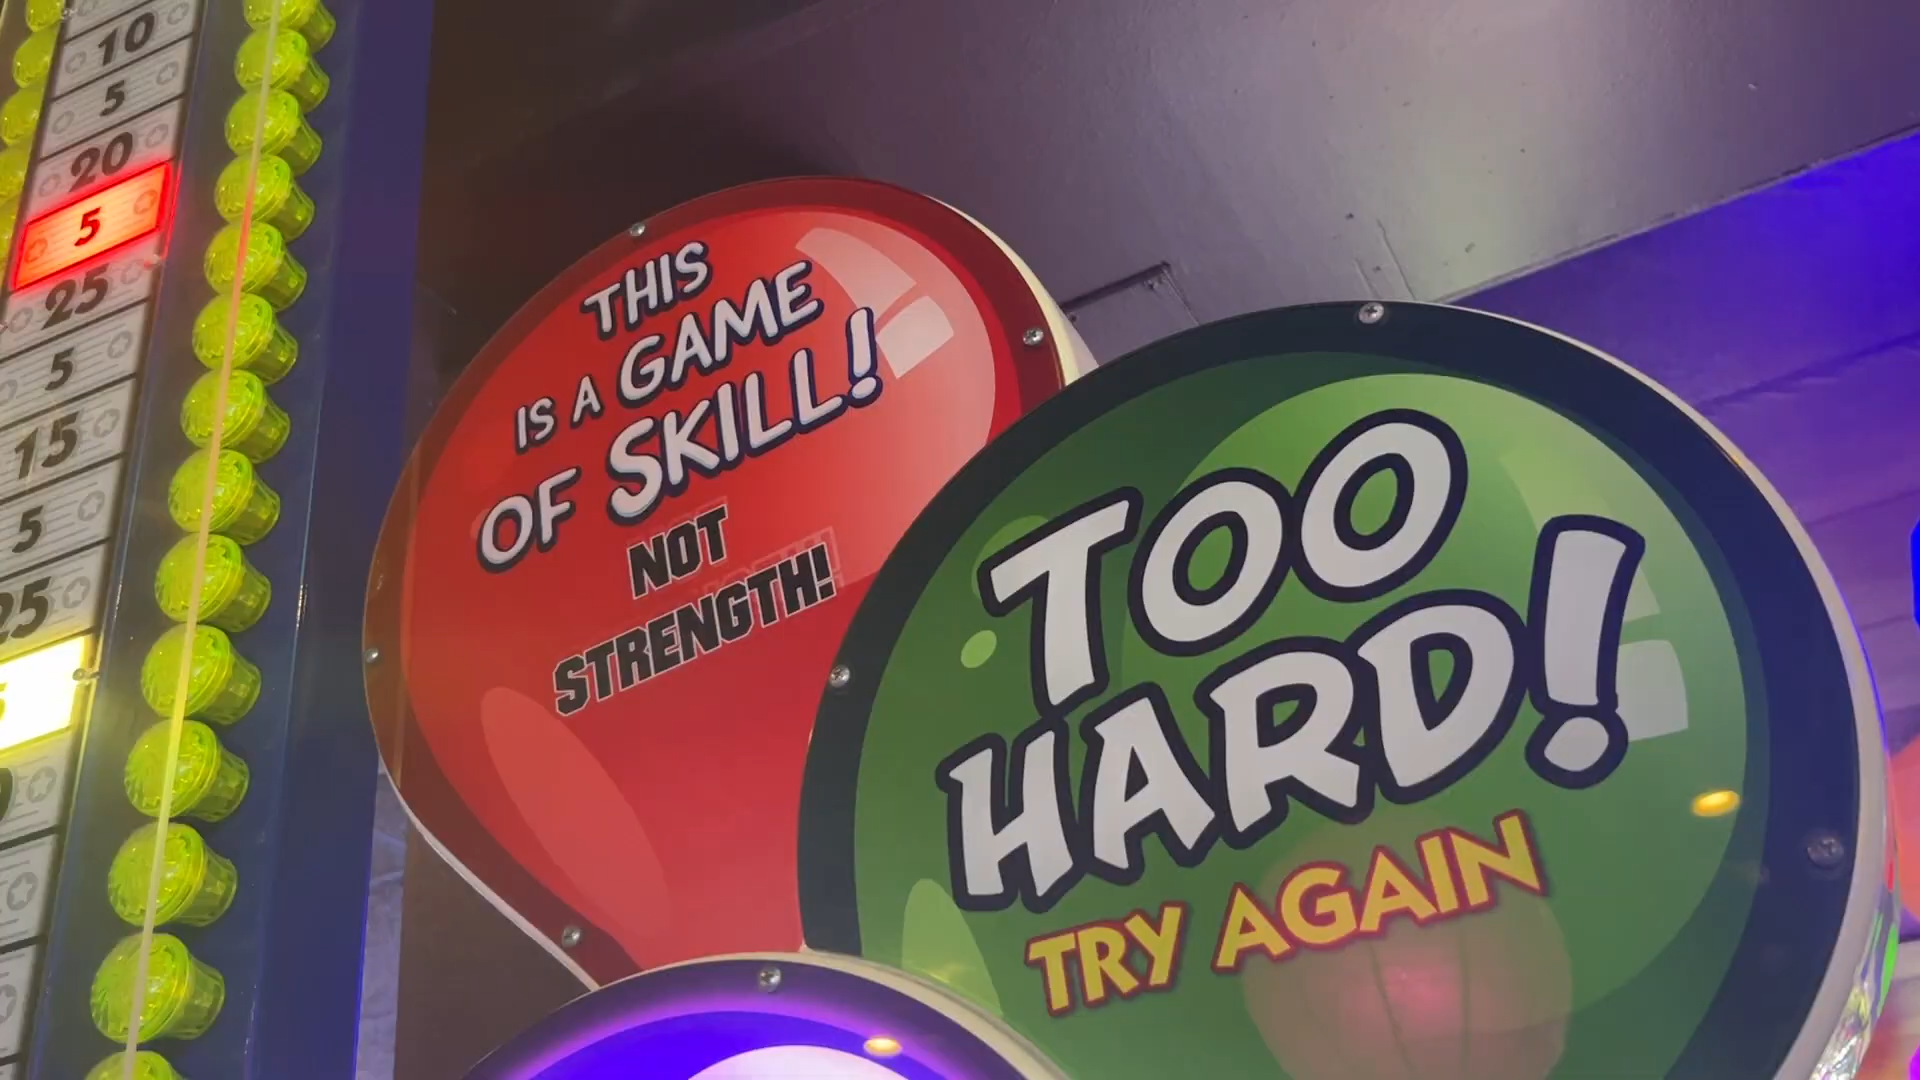 10
5
20
5
25
5
15
5
25
THIS
IS A GAME
OF SKILL!
NOT
STRENGTH!
TOO
HARD!
TRY AGAIN